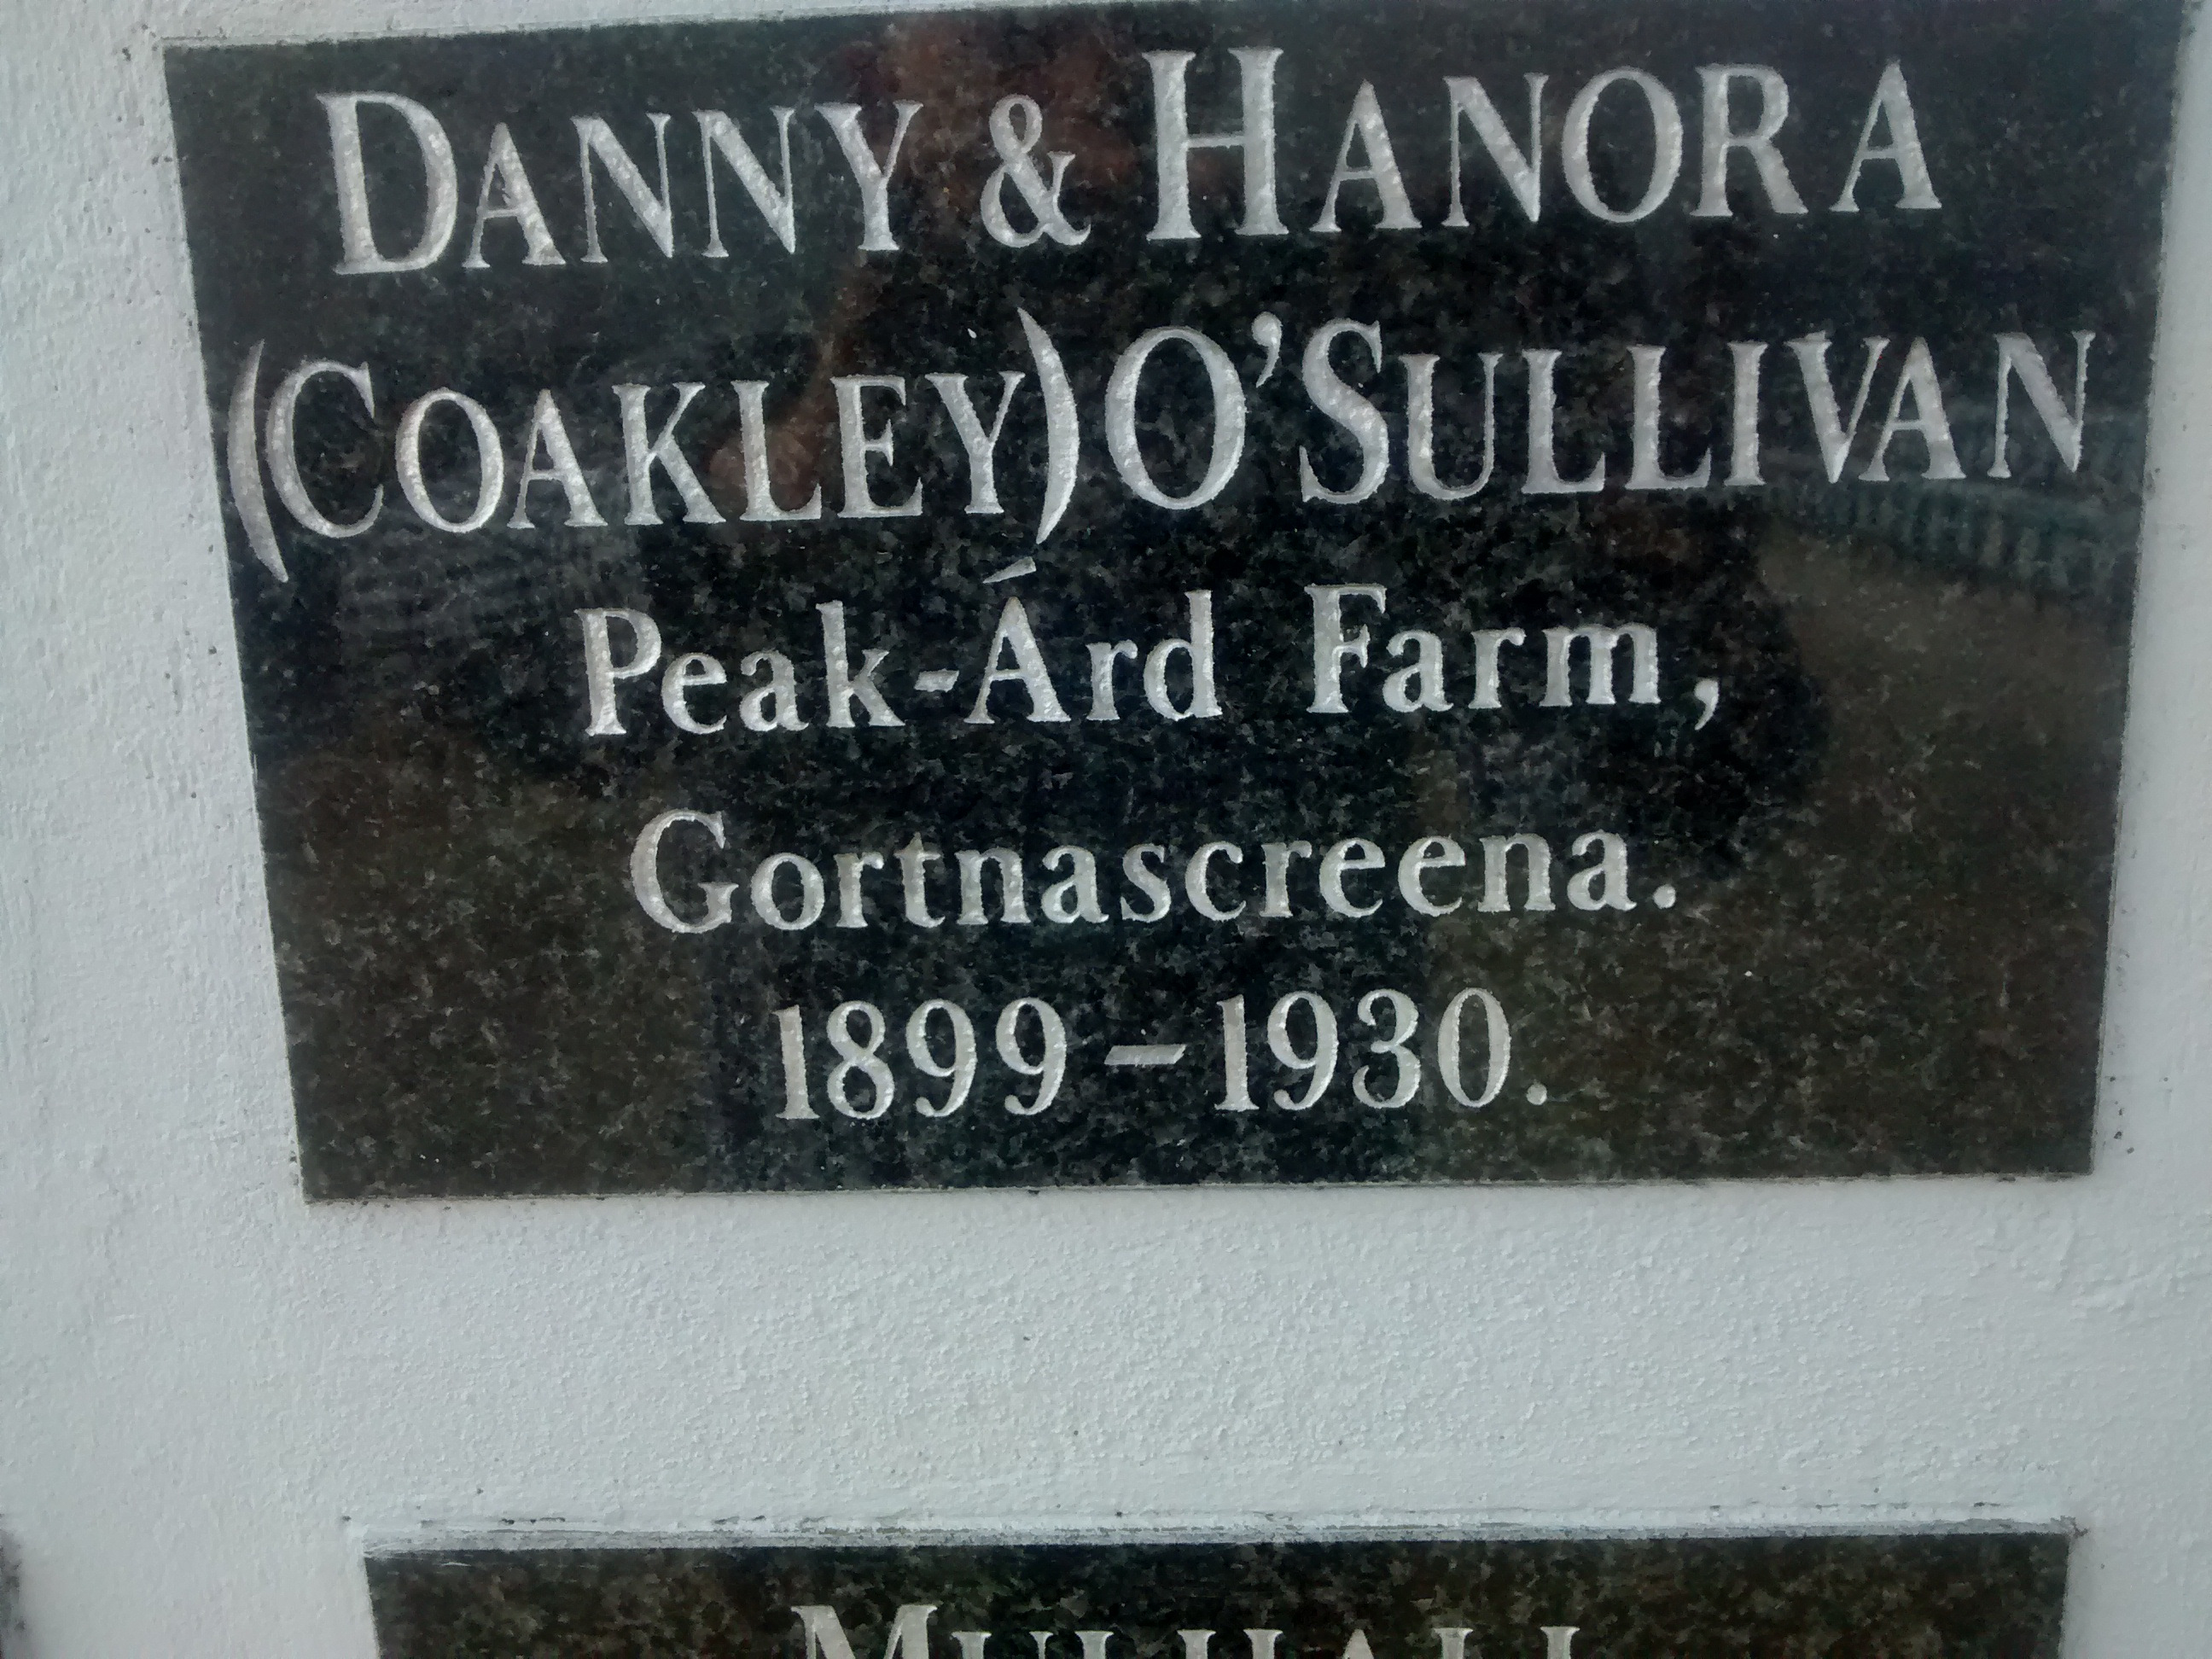 DANNY & HANORA
(COAKLEY) O'SULLIVAN
Peak-Árd Farm,
Gortnascreena.
1899 – 1930.